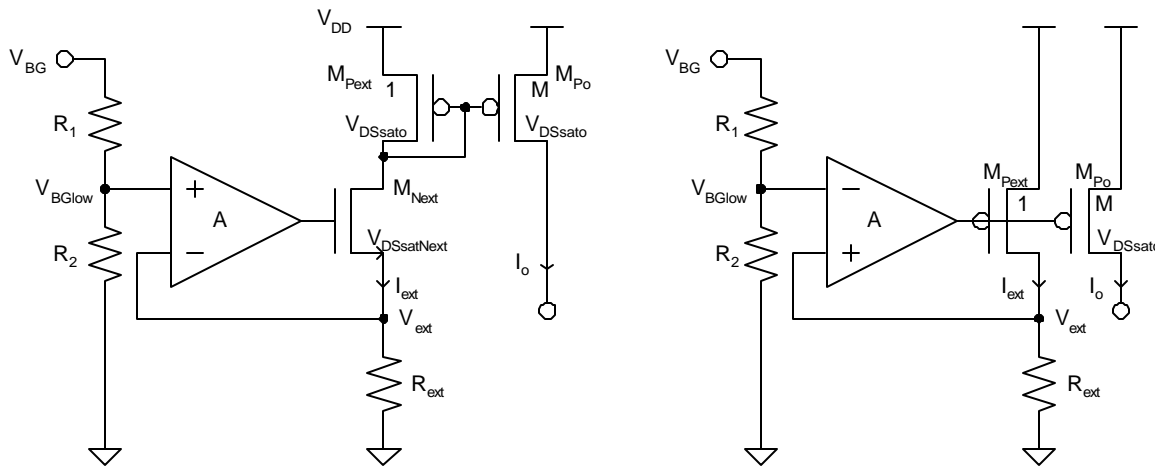 V_DD
V_BG
M_Pext
1
M
M_Po
R_1
V_DSsato
V_DSsato
V_BGlow
+
A
M_Next
R_2
−
V_DSsatNext
I_ext
I_o
V_ext
R_ext
V_BG
R_1
M_Pext
M_Po
V_BGlow
−
1
M
A
R_2
+
V_DSsato
I_ext
I_o
V_ext
R_ext